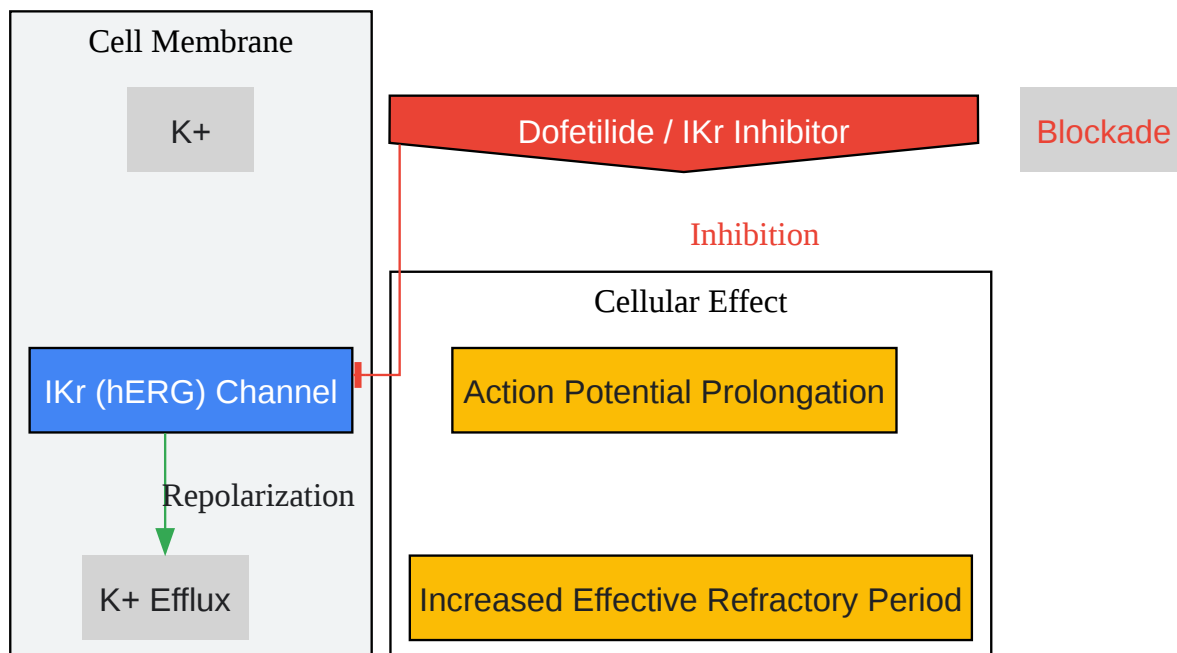 Cell Membrane
K+
Dofetilide / IKr Inhibitor
Blockade
Inhibition
Cellular Effect
IKr (hERG) Channel
Action Potential Prolongation
Repolarization
K+ Efflux
Increased Effective Refractory Period